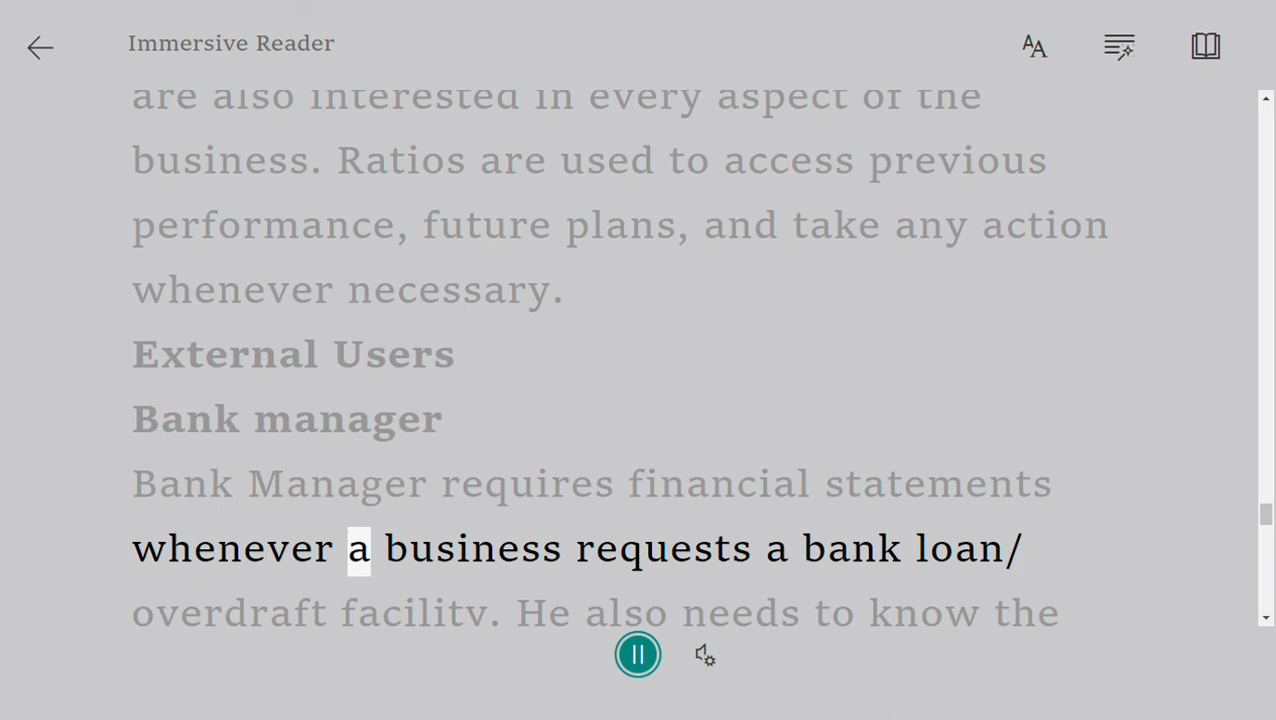 Immersive Reader
are also interested in every aspect of the
business. Ratios are used to access previous
performance, future plans, and take any action
whenever necessary.
External Users
Bank manager
Bank Manager requires financial statements
whenever a business requests a bank loan/
overdraft facility. He also needs to know the